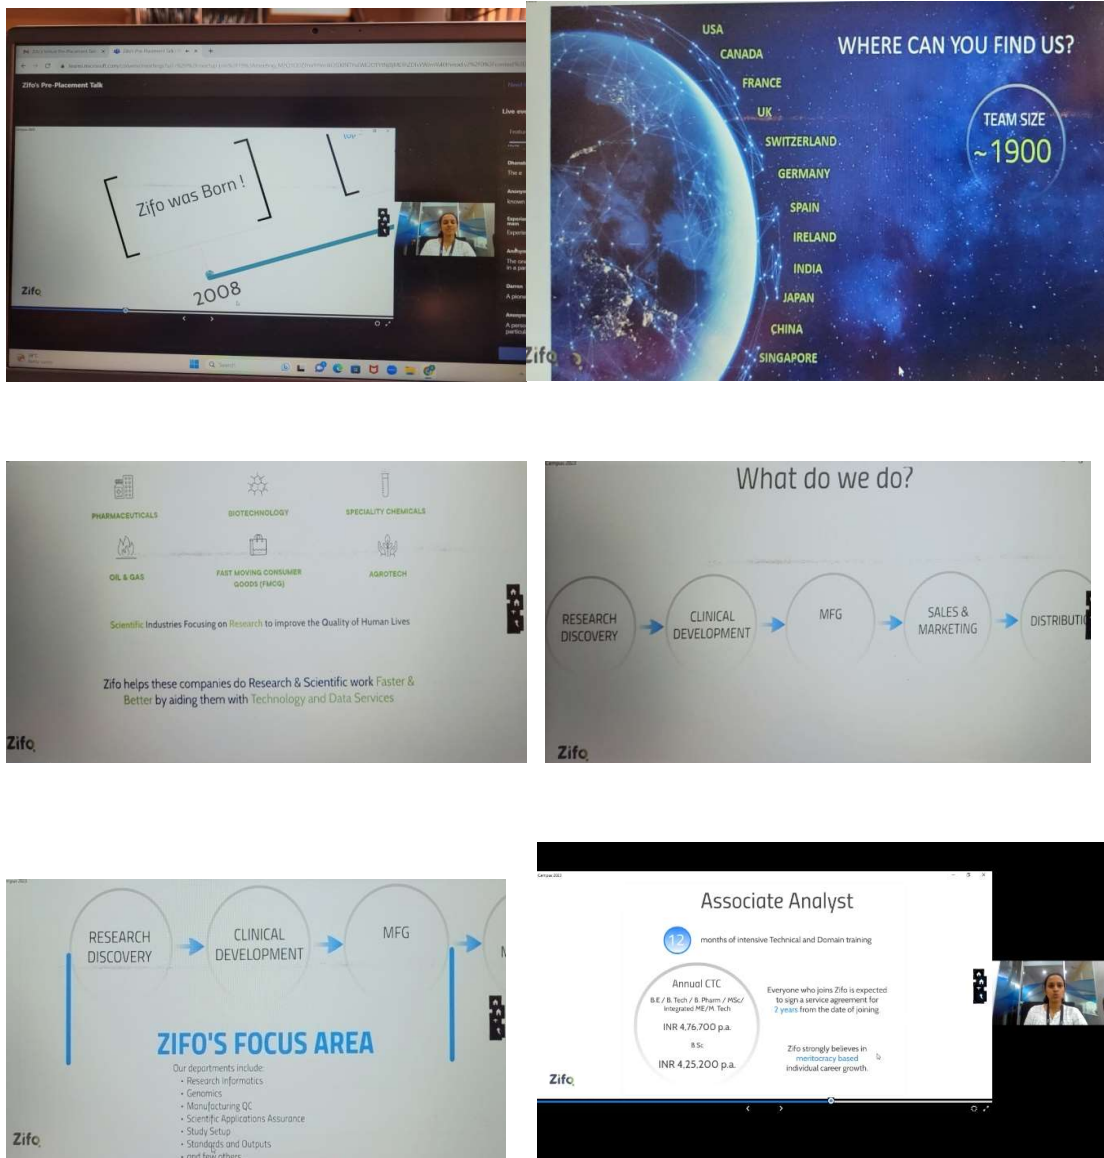 Zifo's Pre-Placement Talk
Zifo was Born !
2008
Zifo
Search
WHERE CAN YOU FIND US?
TEAM SIZE
~1900
USA
CANADA
FRANCE
UK
SWITZERLAND
GERMANY
SPAIN
IRELAND
INDIA
JAPAN
CHINA
SINGAPORE
Zifo
PHARMACEUTICALS
BIOTECHNOLOGY
SPECIALITY CHEMICALS
OIL & GAS
FAST MOVING CONSUMER
GOODS (FMCG)
AGROTECH
Scientific Industries Focusing on Research to improve the Quality of Human Lives
Zifo helps these companies do Research & Scientific work Faster &
Better by aiding them with Technology and Data Services
Zifo
What do we do?
RESEARCH
DISCOVERY
CLINICAL
DEVELOPMENT
MFG
SALES &
MARKETING
DISTRIBUTIO
Zifo
RESEARCH
DISCOVERY
CLINICAL
DEVELOPMENT
MFG
ZIFO'S FOCUS AREA
Our departments include:
• Research Informatics
• Genomics
• Manufacturing QC
• Scientific Applications Assurance
• Study Setup
• Standards and Outputs
• and few others
Zifo
Associate Analyst
12 months of intensive Technical and Domain training
Annual CTC
B.E / B. Tech / B. Pharm / MSc/
Integrated ME/M. Tech
INR 4,76,700 p.a.
B Sc
INR 4,25,200 p.a.
Everyone who joins Zifo is expected
to sign a service agreement for
2 years from the date of joining
Zifo strongly believes in
meritocracy based
individual career growth.
Zifo